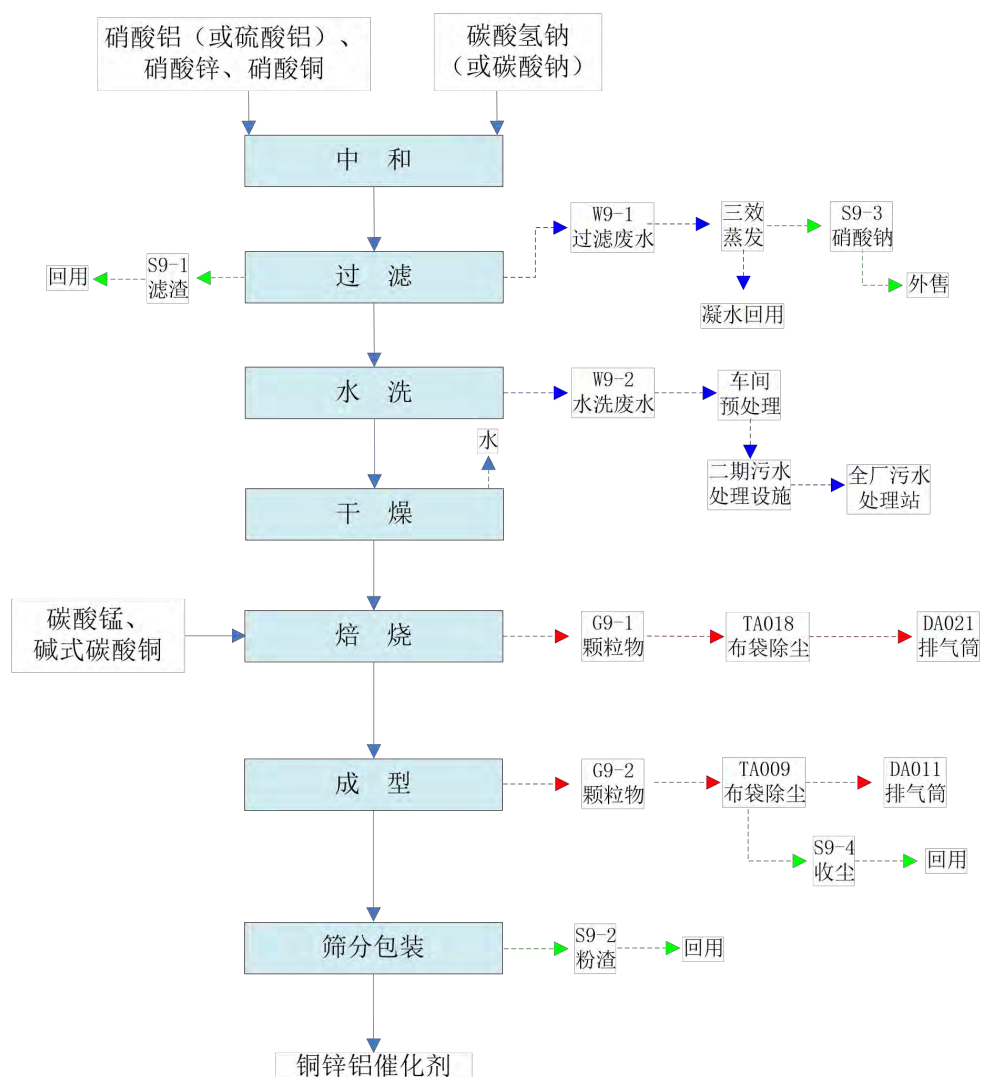 硝酸铝（或硫酸铝）、
硝酸锌、硝酸铜
碳酸氢钠
（或碳酸钠）
中 和
W9-1
过滤废水
三效
蒸发
S9-3
硝酸钠
回用
S9-1
滤渣
过 滤
外售
凝水回用
水 洗
W9-2
水洗废水
车间
预处理
水
二期污水
处理设施
全厂污水
处理站
干 燥
碳酸锰、
碱式碳酸铜
焙 烧
G9-1
颗粒物
TA018
布袋除尘
DA021
排气筒
成 型
G9-2
颗粒物
TA009
布袋除尘
DA011
排气筒
S9-4
收尘
回用
筛分包装
S9-2
粉渣
回用
铜锌铝催化剂